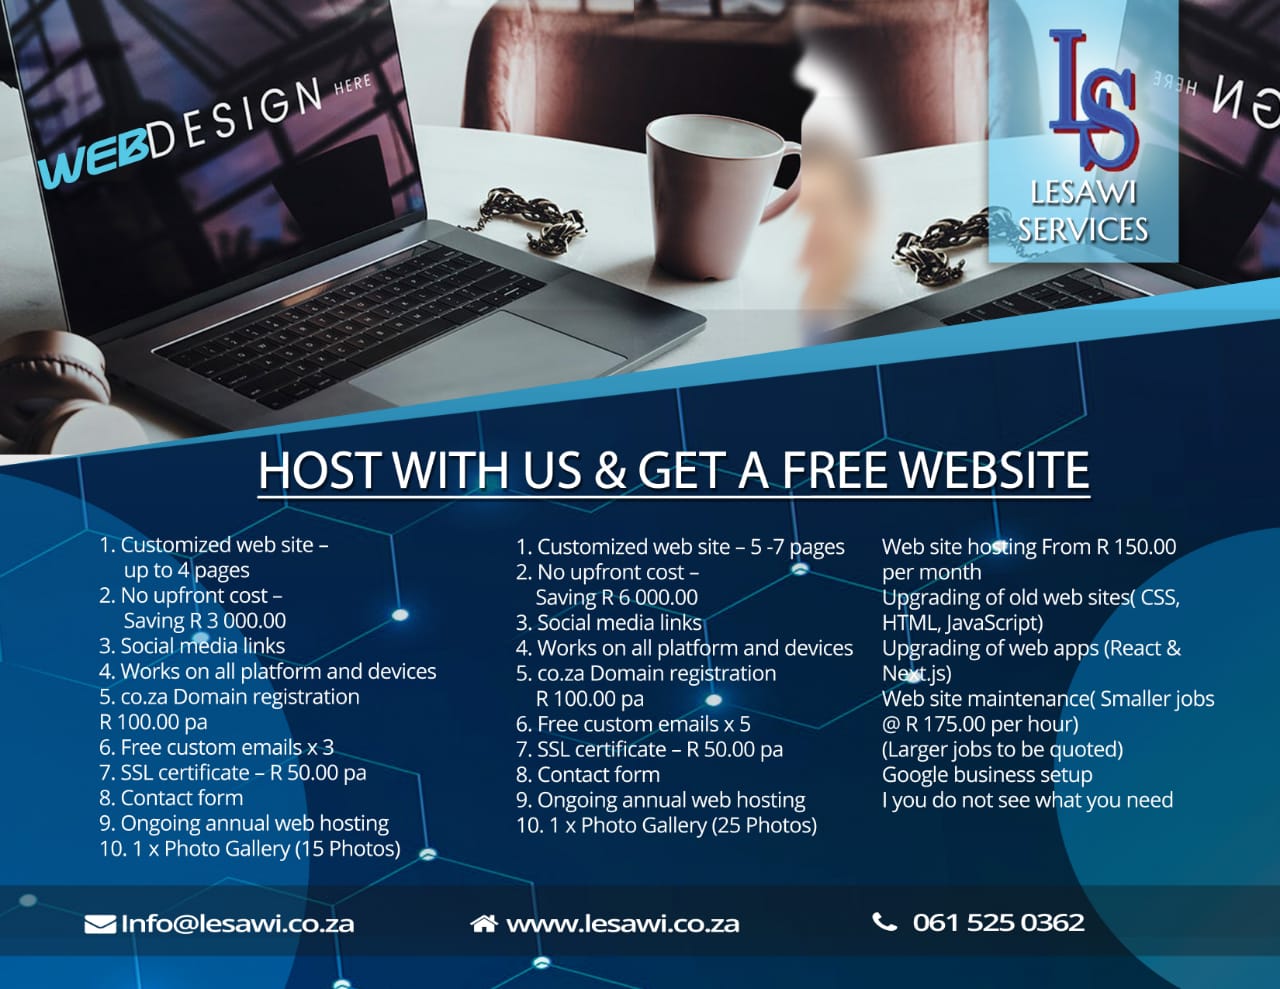 WEBDESIGN HERE
LS
LESAWI
SERVICES
HERE
GN
HOST WITH US & GET A FREE WEBSITE
1. Customized web site –
up to 4 pages
2. No upfront cost –
Saving R 3 000.00
3. Social media links
4. Works on all platform and devices
5. co.za Domain registration
R 100.00 pa
6. Free custom emails x 3
7. SSL certificate – R 50.00 pa
8. Contact form
9. Ongoing annual web hosting
10. 1 x Photo Gallery (15 Photos)
1. Customized web site – 5 -7 pages
2. No upfront cost –
Saving R 6 000.00
3. Social media links
4. Works on all platform and devices
5. co.za Domain registration
R 100.00 pa
6. Free custom emails x 5
7. SSL certificate – R 50.00 pa
8. Contact form
9. Ongoing annual web hosting
10. 1 x Photo Gallery (25 Photos)
Web site hosting From R 150.00
per month
Upgrading of old web sites( CSS,
HTML, JavaScript)
Upgrading of web apps (React &
Next.js)
Web site maintenance( Smaller jobs
@ R 175.00 per hour)
(Larger jobs to be quoted)
Google business setup
I you do not see what you need
Info@lesawi.co.za
www.lesawi.co.za
061 525 0362